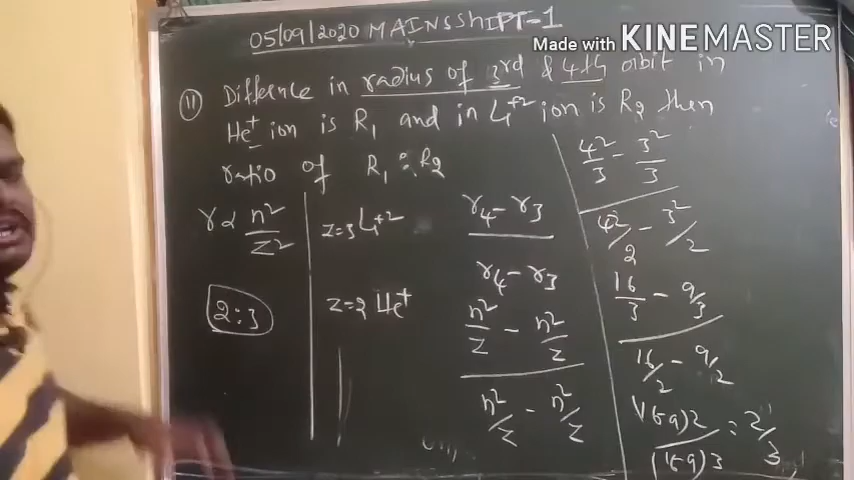 05/09/2020 MAINS SHIFT-1
Made with KINEMASTER
11 Difference in radius of 3rd & 4th orbit in
He+ ion is R1 and in Li+2 ion is R2 then
ratio of R1 : R2
r α n²/z²
2:3
z=3 Li+2
z=2 He+
r4 - r3
r4 - r3
n²/z - n²/z
n²/z - n²/z
4²/3 - 3²/3
4²/2 - 3²/2
16/3 - 9/3
16/2 - 9/2
(16-9)2
(16-9)3
= 2/3